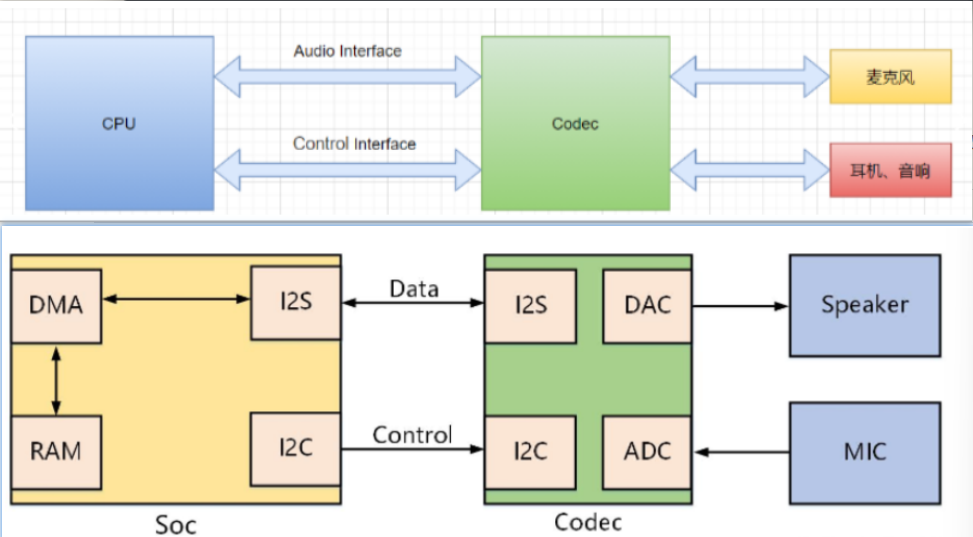 Audio Interface
CPU
Control Interface
Codec
麦克风
耳机、音响
DMA
I2S
Data
I2S
DAC
Speaker
RAM
I2C
Control
I2C
ADC
MIC
Soc
Codec